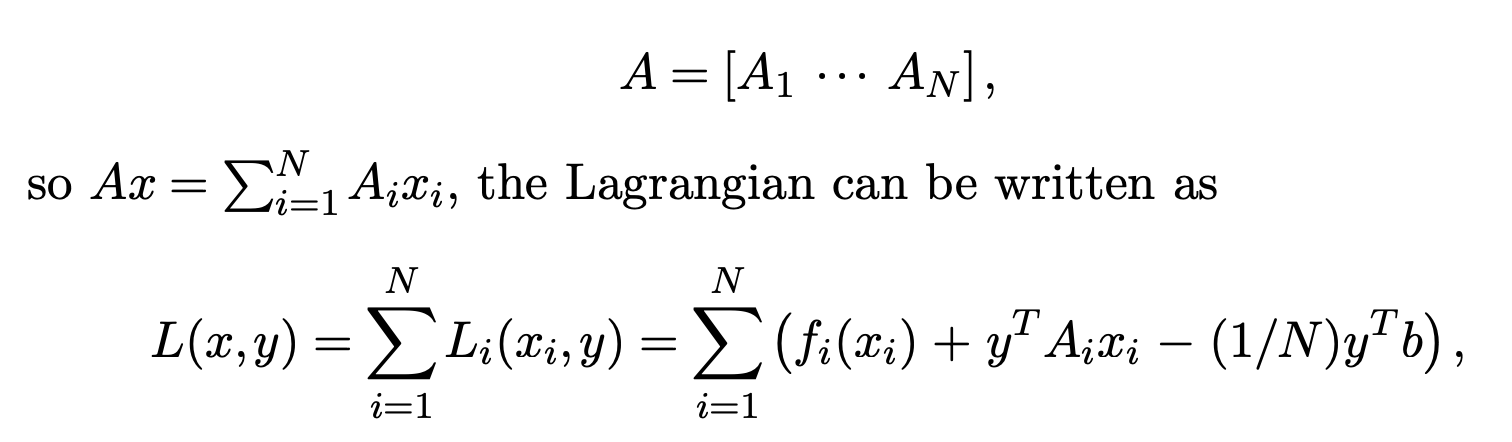 A = [A₁ ⋯ A_N] ,
so Ax = ∑_{i=1}^{N} A_i x_i, the Lagrangian can be written as
L(x, y) = ∑_{i=1}^{N} L_i(x_i, y) = ∑_{i=1}^{N} (f_i(x_i) + y^T A_i x_i − (1/N)y^T b) ,